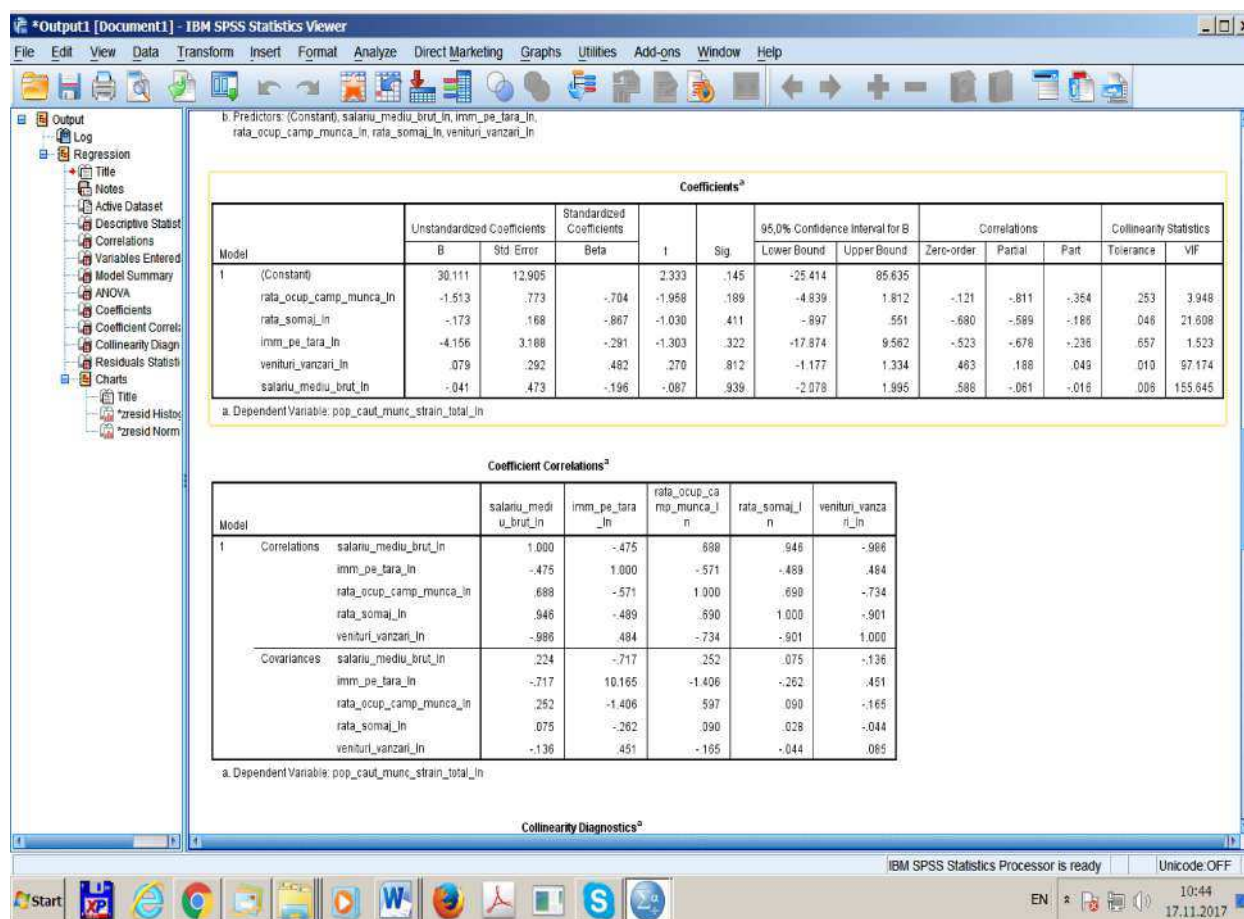 *Output1 [Document1] - IBM SPSS Statistics Viewer
File Edit View Data Transform Insert Format Analyze Direct Marketing Graphs Utilities Add-ons Window Help
Output
Log
Regression
Title
Notes
Active Dataset
Descriptive Statist
Correlations
Variables Entered
Model Summary
ANOVA
Coefficients
Coefficient Correla
Collinearity Diagn
Residuals Statisti
Charts
Title
*zresid Histog
*zresid Norm
b. Predictors: (Constant), salariu_mediu_brut_ln, imm_pe_tara_ln,
rata_ocup_camp_munca_ln, rata_somaj_ln, venituri_vanzari_ln
Coefficients a
Model Unstandardized Coefficients Standardized Coefficients t Sig. 95,0% Confidence Interval for B Correlations Collinearity Statistics
B Std. Error Beta Lower Bound Upper Bound Zero-order Partial Part Tolerance VIF
1 (Constant) 30.111 12.905 2.333 .145 -25.414 85.635
rata_ocup_camp_munca_ln -1.513 .773 -.704 -1.958 .189 -4.839 1.812 -.121 -.811 -.354 .253 3.948
rata_somaj_ln -.173 .168 -.867 -1.030 .411 -.897 .551 -.680 -.589 -.186 .046 21.608
imm_pe_tara_ln -4.156 3.188 -.291 -1.303 .322 -17.874 9.562 -.523 -.678 -.236 .657 1.523
venituri_vanzari_ln .079 .292 .482 .270 .812 -1.177 1.334 .463 .188 .049 .010 97.174
salariu_mediu_brut_ln -.041 .473 -.196 -.087 .939 -2.078 1.995 .588 -.061 -.016 .006 155.645
a. Dependent Variable: pop_caut_munc_strain_total_ln
Coefficient Correlations a
Model salariu_medi u_brut_ln imm_pe_tara _ln rata_ocup_ca mp_munca_l n rata_somaj_l n venituri_vanza ri_ln
1 Correlations salariu_mediu_brut_ln 1.000 -.475 .688 .946 -.986
imm_pe_tara_ln -.475 1.000 -.571 -.489 .484
rata_ocup_camp_munca_ln .688 -.571 1.000 .690 -.734
rata_somaj_ln .946 -.489 .690 1.000 -.901
venituri_vanzari_ln -.986 .484 -.734 -.901 1.000
Covariances salariu_mediu_brut_ln .224 -.717 .252 .075 -.136
imm_pe_tara_ln -.717 10.165 -1.406 -.262 .451
rata_ocup_camp_munca_ln .252 -1.406 .597 .090 -.165
rata_somaj_ln .075 -.262 .090 .028 -.044
venituri_vanzari_ln -.136 .451 -.165 -.044 .085
a. Dependent Variable: pop_caut_munc_strain_total_ln
Collinearity Diagnostics a
IBM SPSS Statistics Processor is ready Unicode:OFF
Start XP W S EN 10:44
17.11.2017